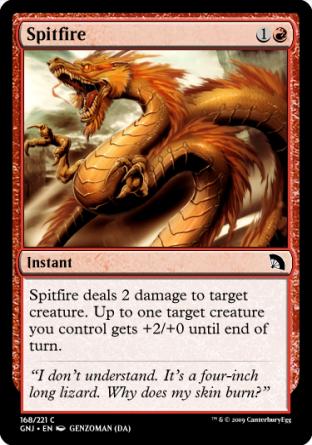 Spitfire 1
Instant
Spitfire deals 2 damage to target
creature. Up to one target creature
you control gets +2/+0 until end of
turn.
“I don’t understand. It’s a four-inch
long lizard. Why does my skin burn?”
168/221 C
GNJ • EN GENZOMAN (DA)
™ & © 2019 CanterburyEgg